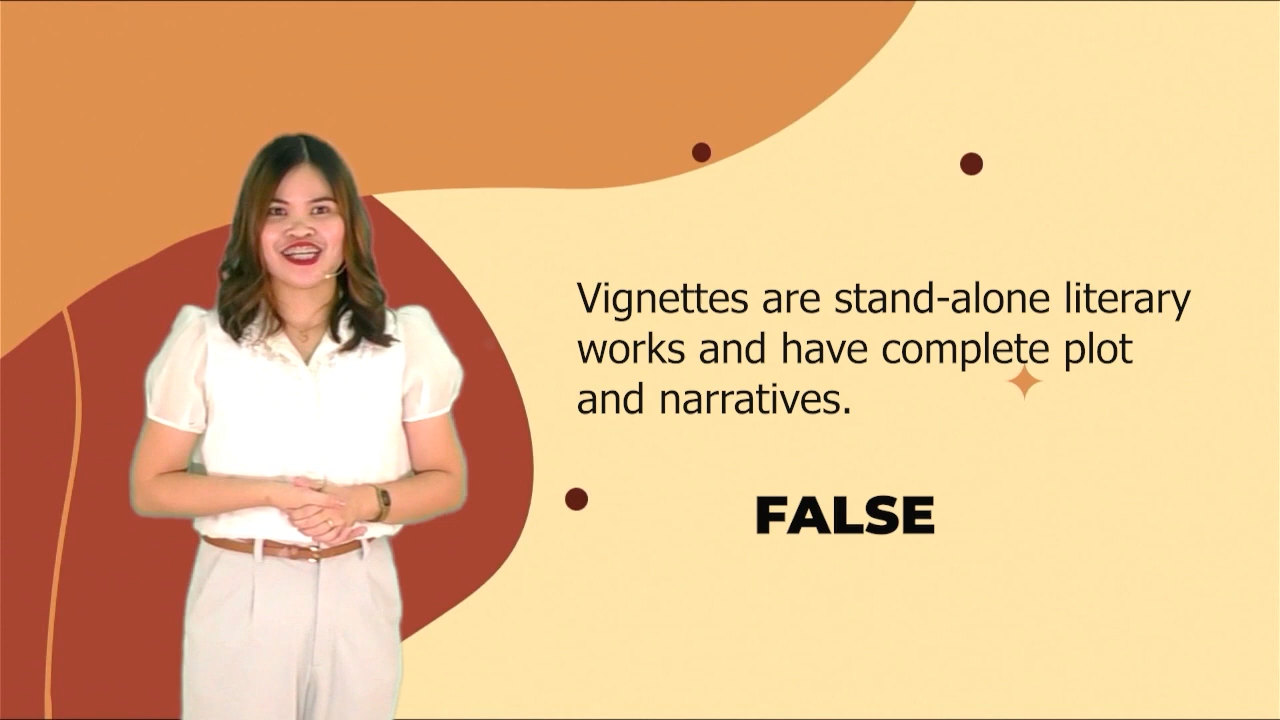 Vignettes are stand-alone literary
works and have complete plot
and narratives.
FALSE